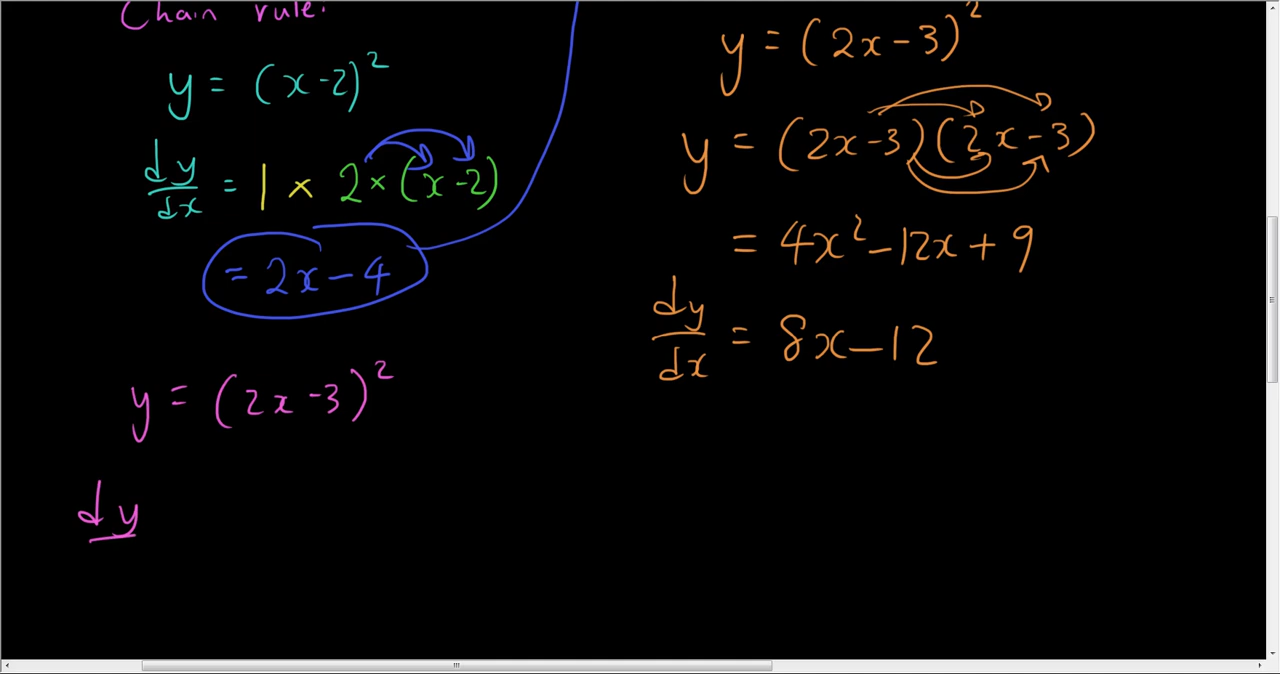 Chain rule:
y = (x-2)²
dy/dx = 1 × 2 × (x-2)
= 2x - 4
y = (2x-3)²
dy
y = (2x-3)²
y = (2x-3)(2x-3)
= 4x² - 12x + 9
dy/dx = 8x - 12